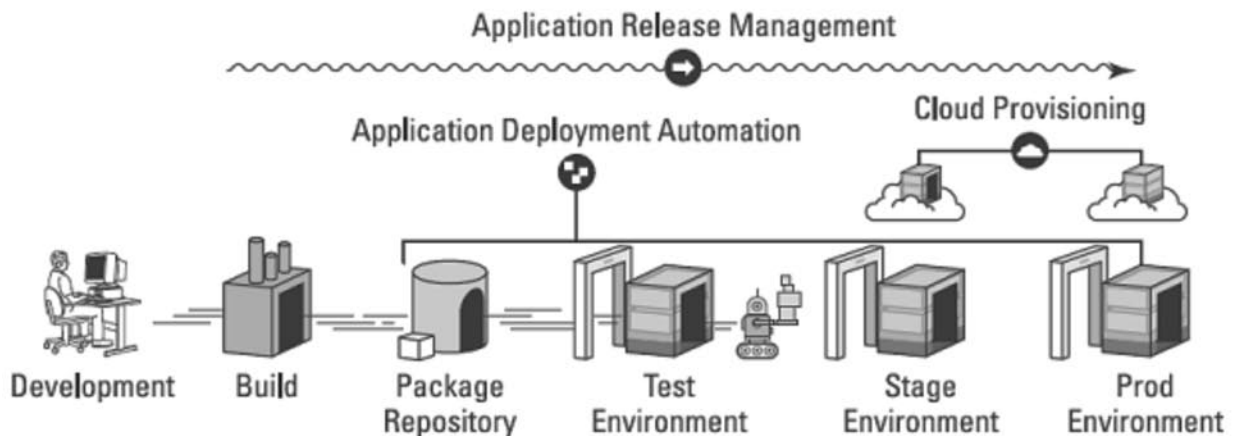 Application Release Management
Cloud Provisioning
Application Deployment Automation
Development
Build
Package
Repository
Test
Environment
Stage
Environment
Prod
Environment